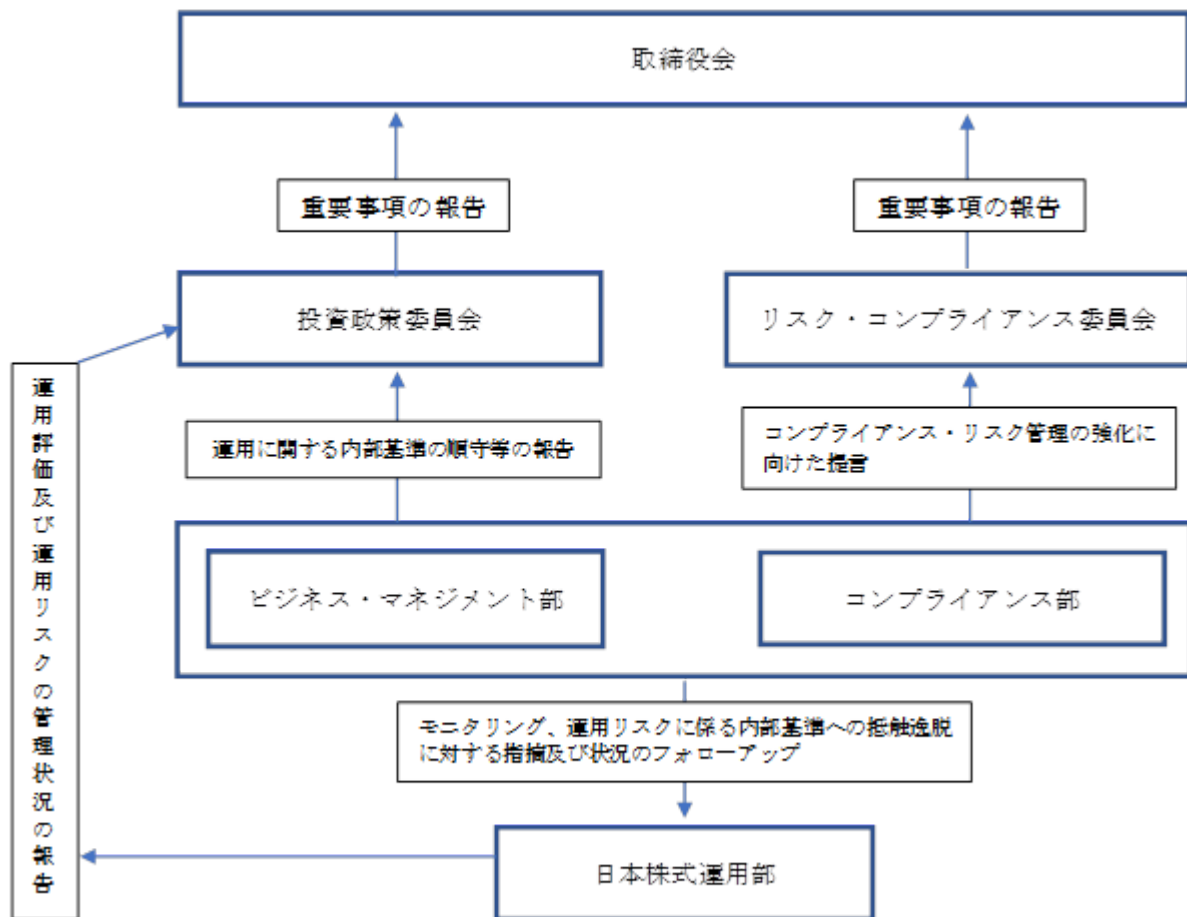 取締役会
重要事項の報告
重要事項の報告
投資政策委員会
リスク・コンプライアンス委員会
運用評価及び運用リスクの管理状況の報告
運用に関する内部基準の順守等の報告
コンプライアンス・リスク管理の強化に
向けた提言
ビジネス・マネジメント部
コンプライアンス部
モニタリング、運用リスクに係る内部基準への抵触逸脱
に対する指摘及び状況のフォローアップ
日本株式運用部